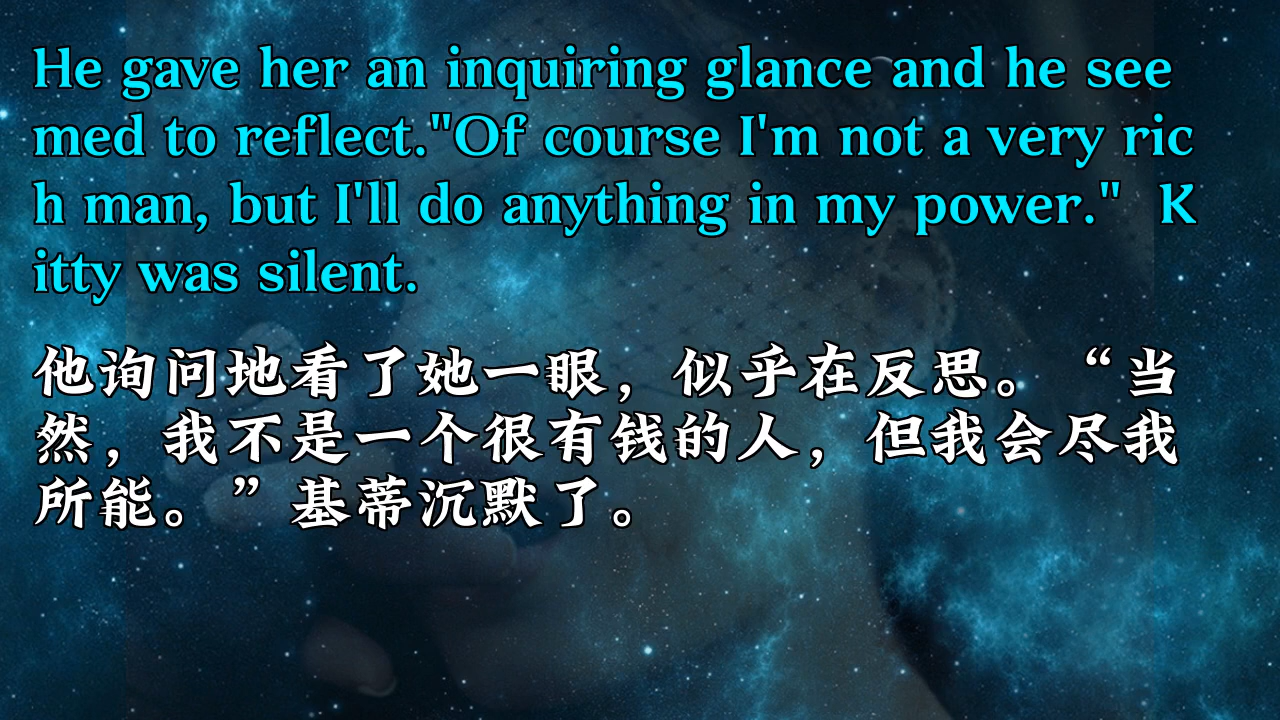 He gave her an inquiring glance and he see
med to reflect."Of course I'm not a very ric
h man, but I'll do anything in my power."  K
itty was silent.
他询问地看了她一眼，似乎在反思。“当
然，我不是一个很有钱的人，但我会尽我
所能。”基蒂沉默了。